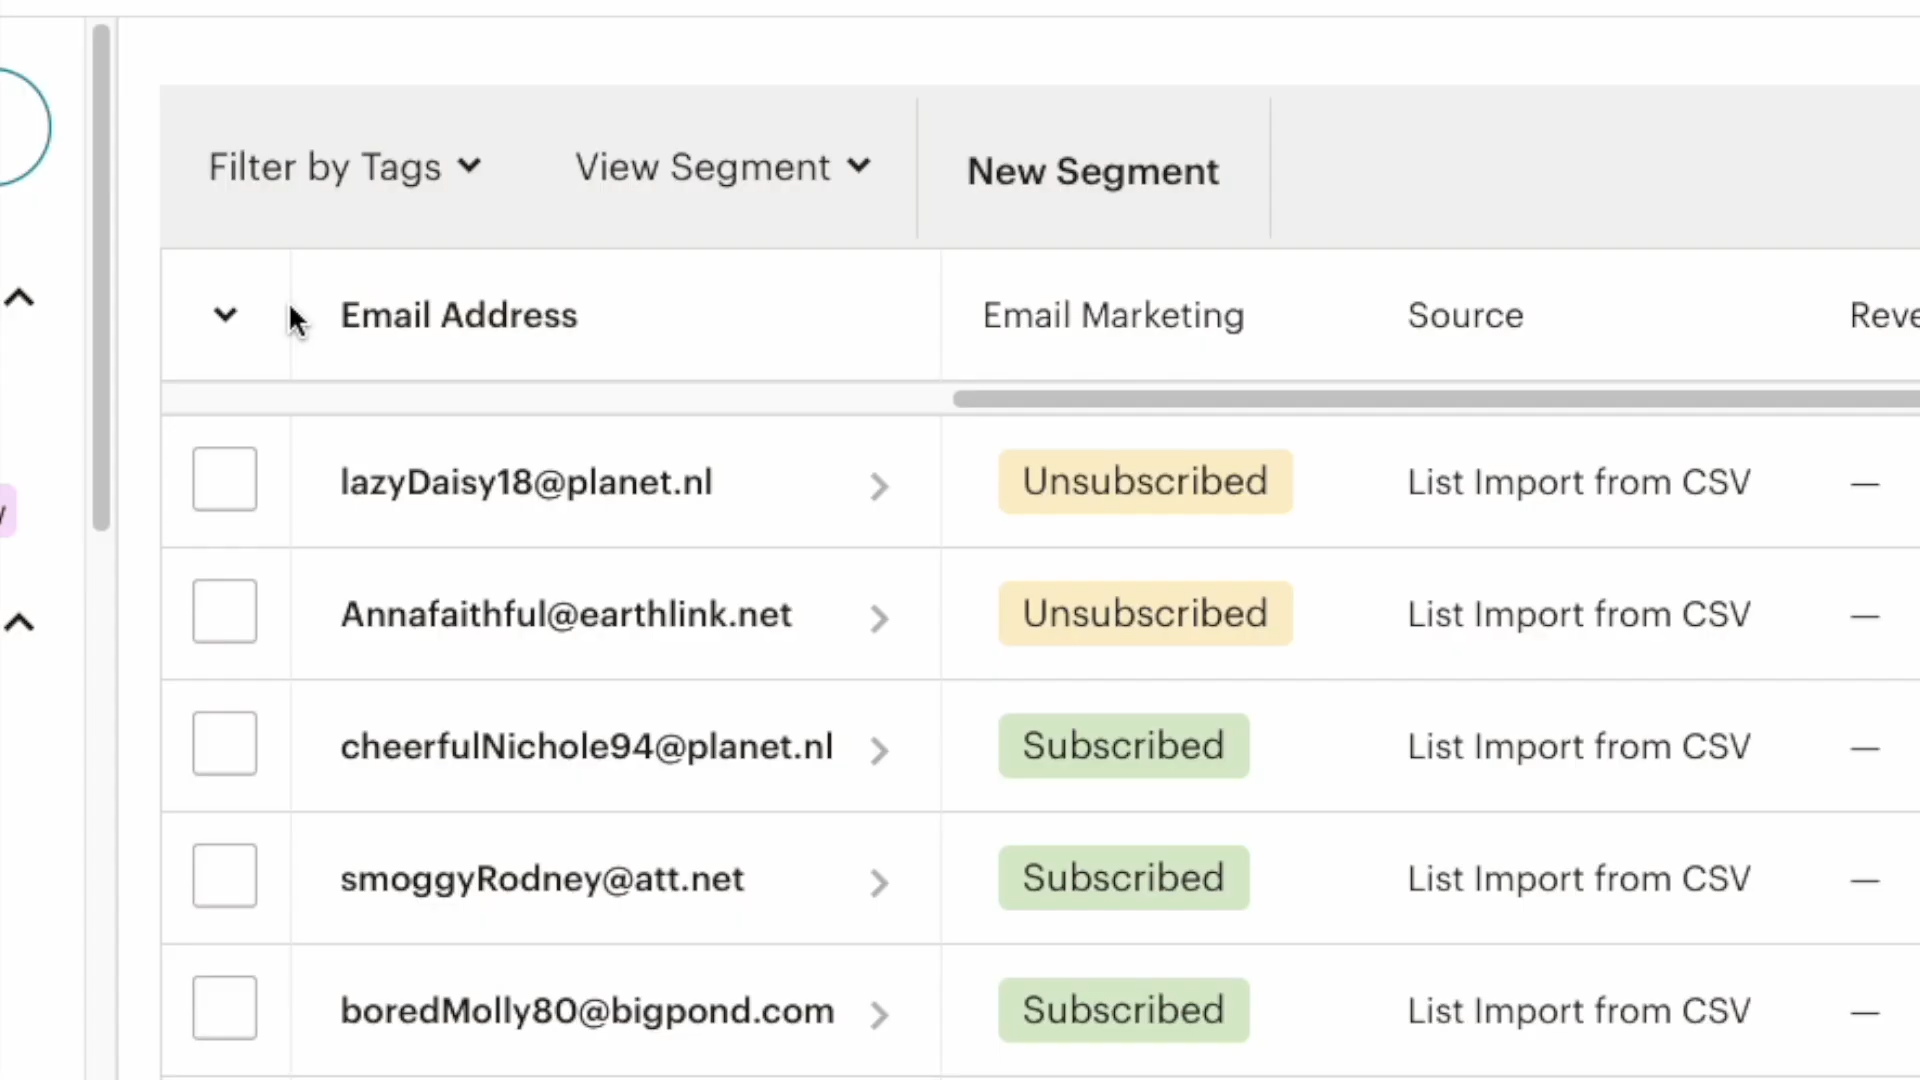 Filter by Tags View Segment New Segment
Email Address Email Marketing Source Reve
lazyDaisy18@planet.nl Unsubscribed List Import from CSV —
Annafaithful@earthlink.net Unsubscribed List Import from CSV —
cheerfulNichole94@planet.nl Subscribed List Import from CSV —
smoggyRodney@att.net Subscribed List Import from CSV —
boredMolly80@bigpond.com Subscribed List Import from CSV —